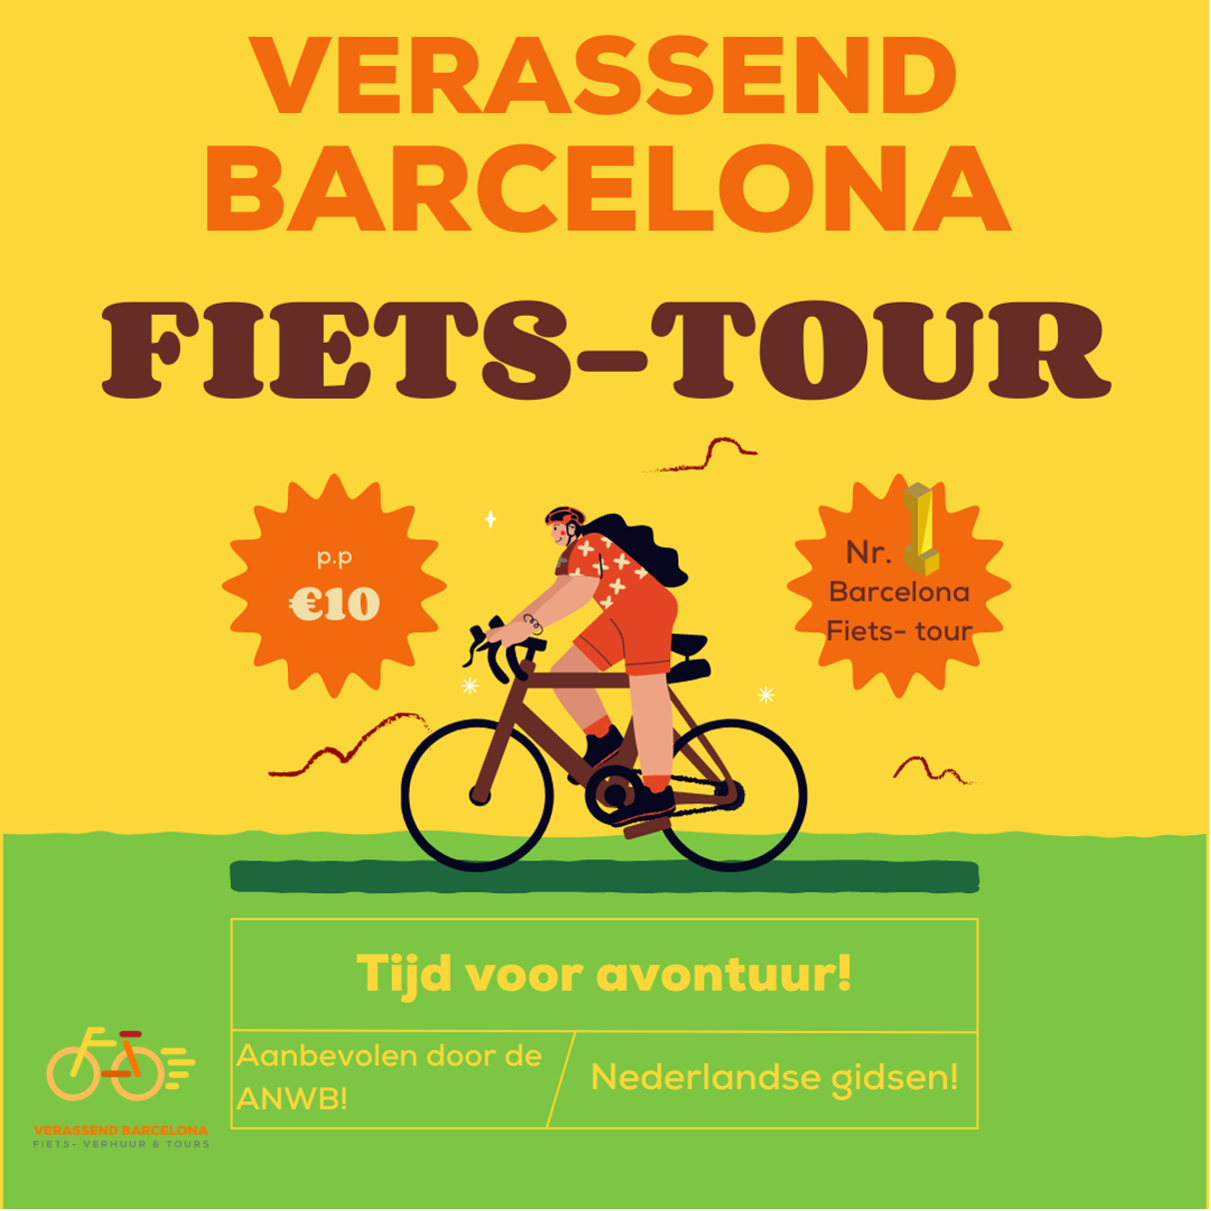 VERASSEND
BARCELONA
FIETS-TOUR
p.p
€10
Nr. 1
Barcelona
Fiets- tour
Tijd voor avontuur!
Aanbevolen door de
ANWB!
Nederlandse gidsen!
VERASSEND BARCELONA
FIETS- VERHUUR & TOURS